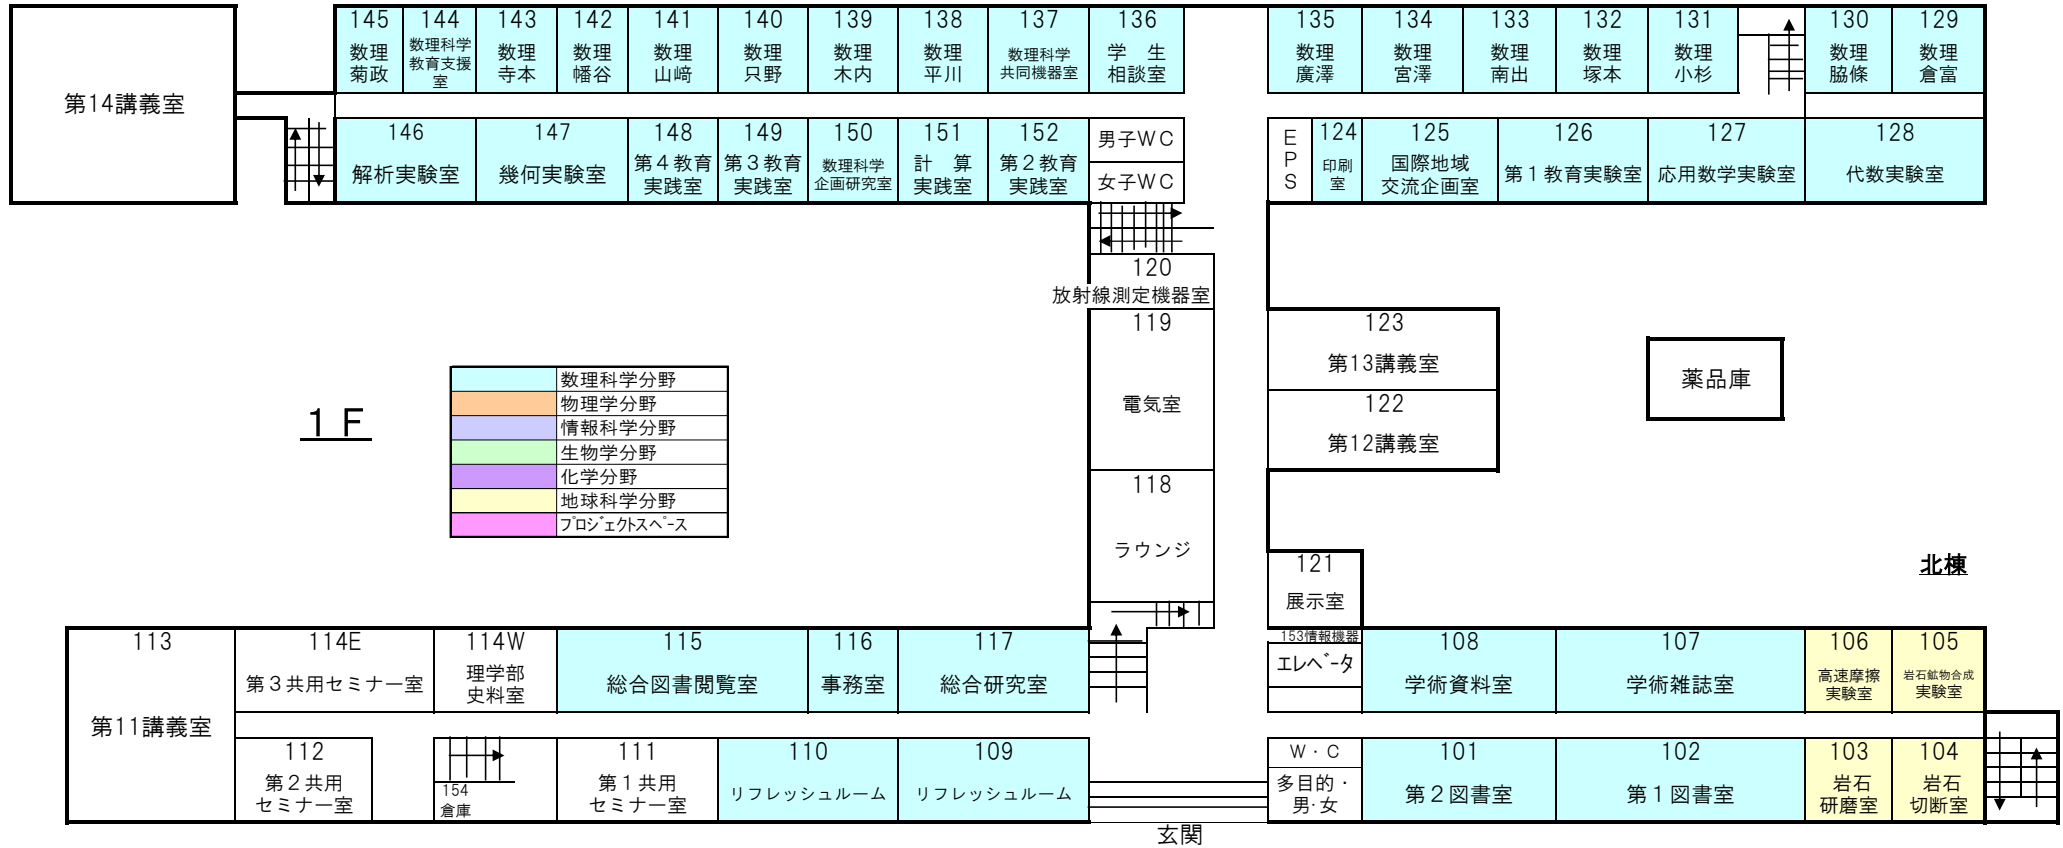 145
数理
菊政
144
数理科学
教育支援
室
143
数理
寺本
142
数理
幡谷
141
数理
山﨑
140
数理
只野
139
数理
木内
138
数理
平川
137
数理科学
共同機器室
136
学　生
相談室
135
数理
廣澤
134
数理
宮澤
133
数理
南出
132
数理
塚本
131
数理
小杉
130
数理
脇條
129
数理
倉富
第14講義室
146
解析実験室
147
幾何実験室
148
第４教育
実践室
149
第３教育
実践室
150
数理科学
企画研究室
151
計　算
実践室
152
第２教育
実践室
男子ＷＣ
女子ＷＣ
E
P
S
124
印刷
室
125
国際地域
交流企画室
126
第１教育実験室
127
応用数学実験室
128
代数実験室
120
放射線測定機器室
119
電気室
118
ラウンジ
123
第13講義室
122
第12講義室
薬品庫
１Ｆ
数理科学分野
物理学分野
情報科学分野
生物学分野
化学分野
地球科学分野
ﾌﾟﾛｼﾞｪｸﾄスﾍﾟｰス
北棟
121
展示室
113
第11講義室
114E
第３共用セミナー室
114W
理学部
史料室
115
総合図書閲覧室
116
事務室
117
総合研究室
153情報機器
エレベータ
108
学術資料室
107
学術雑誌室
106
高速摩擦
実験室
105
岩石鉱物合成
実験室
112
第２共用
セミナー室
154
倉庫
111
第１共用
セミナー室
110
リフレッシュルーム
109
リフレッシュルーム
Ｗ・Ｃ
多目的・
男･女
101
第２図書室
102
第１図書室
103
岩石
研磨室
104
岩石
切断室
玄関